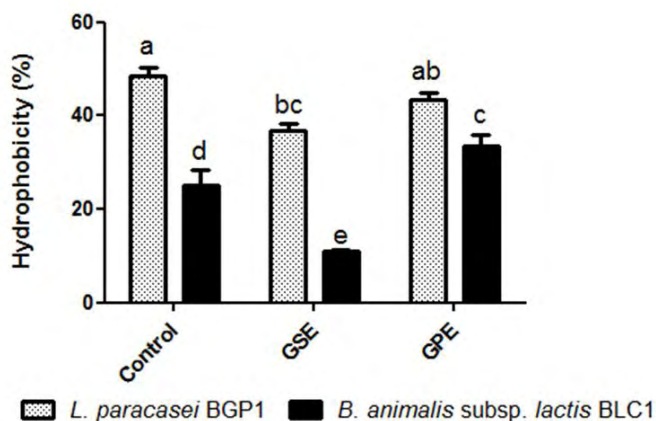 Hydrophobicity (%)
60
40
20
0
a
d
bc
e
ab
c
Control
GSE
GPE
L. paracasei BGP1
B. animalis subsp. lactis BLC1